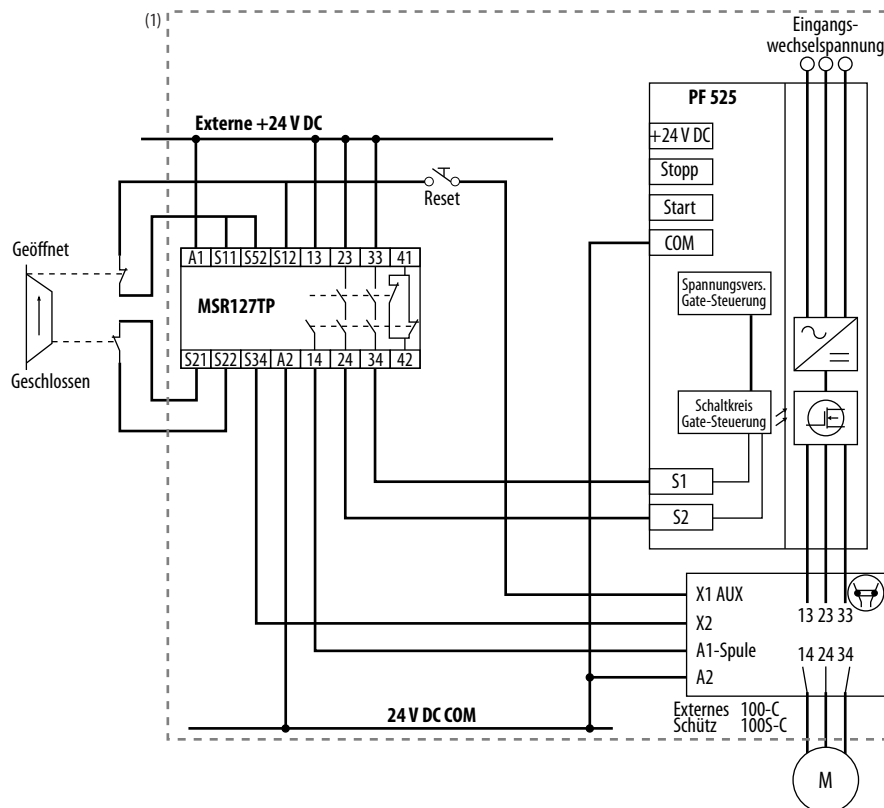 (1)
Eingangs-
wechselspannung
PF 525
Externe +24 V DC
+24 V DC
Stopp
Start
COM
Reset
Geöffnet
Geschlossen
A1 S11 S52 S12 13 23 33 41
MSR127TP
S21 S22 S34 A2 14 24 34 42
Spannungsvers.
Gate-Steuerung
Schaltkreis
Gate-Steuerung
S1
S2
X1 AUX
X2
A1-Spule
A2
13 23 33
14 24 34
24 V DC COM
Externes 100-C
Schütz 100S-C
M